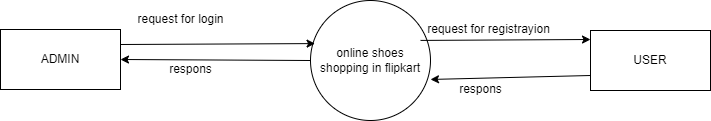 request for login
ADMIN
respons
online shoes
shopping in flipkart
request for registrayion
USER
respons